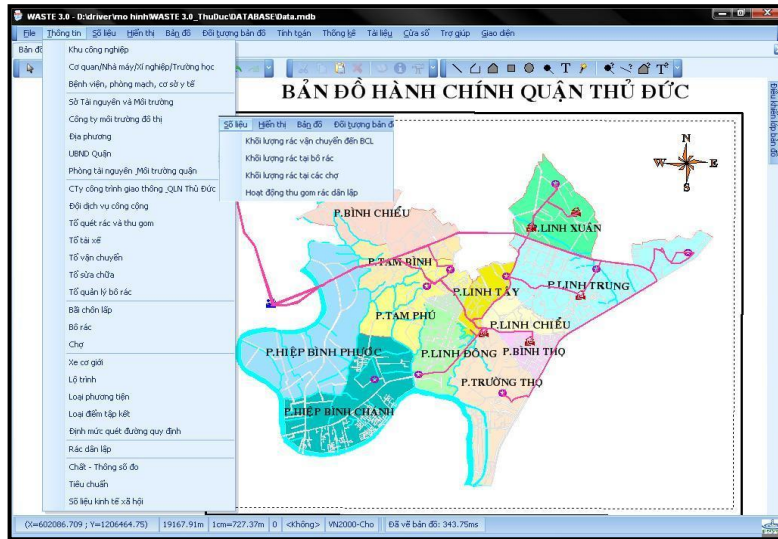 WASTE 3.0 - D:\driver\mo hinh\WASTE 3.0_ThuDuc\DATABASE\Data.mdb
File Thông tin Số liệu Hiển thị Bản đồ Đối tượng bản đồ Tính toán Thống kê Tài liệu Cửa sổ Trợ giúp Giao diện
Bản đồ
Khu công nghiệp
Cơ quan/Nhà máy/Xí nghiệp/Trường học
Bệnh viện, phòng mạch, cơ sở y tế
Sở Tài nguyên và Môi trường
Công ty môi trường đô thị
Địa phương
UBND Quận
Phòng tài nguyên ,Môi trường quận
CTy công trình giao thông _QLN Thủ Đức
Đội dịch vụ công cộng
Tổ quét rác và thu gom
Tổ tài xế
Tổ vận chuyển
Tổ sửa chữa
Tổ quản lý bô rác
Bãi chôn lấp
Bô rác
Chợ
Xe cơ giới
Lộ trình
Loại phương tiện
Loại điểm tập kết
Định mức quét đường quy định
Rác dân lập
Chất - Thông số đo
Tiêu chuẩn
Số liệu kinh tế xã hội
BẢN ĐỒ HÀNH CHÍNH QUẬN THỦ ĐỨC
Điều khiển lớp bản đồ
Số liệu Hiển thị Bản đồ Đối tượng bản đ
Khối lượng rác vận chuyển đến BCL
Khối lượng rác tại bô rác
Khối lượng rác tại các chợ
Hoạt động thu gom rác dân lập
N
W E
S
P.BÌNH CHIỂU
P.LINH XUÂN
P.TAM BÌNH
P.LINH TÂY
P.LINH TRUNG
P.TAM PHÚ
P.LINH CHIỂU
P.HIỆP BÌNH PHƯỚC
P.LINH ĐÔNG
P.BÌNH THỌ
P.TRƯỜNG THỌ
P.HIỆP BÌNH CHÁNH
(X=602086.709 ; Y=1206464.75) 19167.91m 1cm=727.37m 0 <Không> VN2000-Cho Đã vẽ bản đồ: 343.75ms